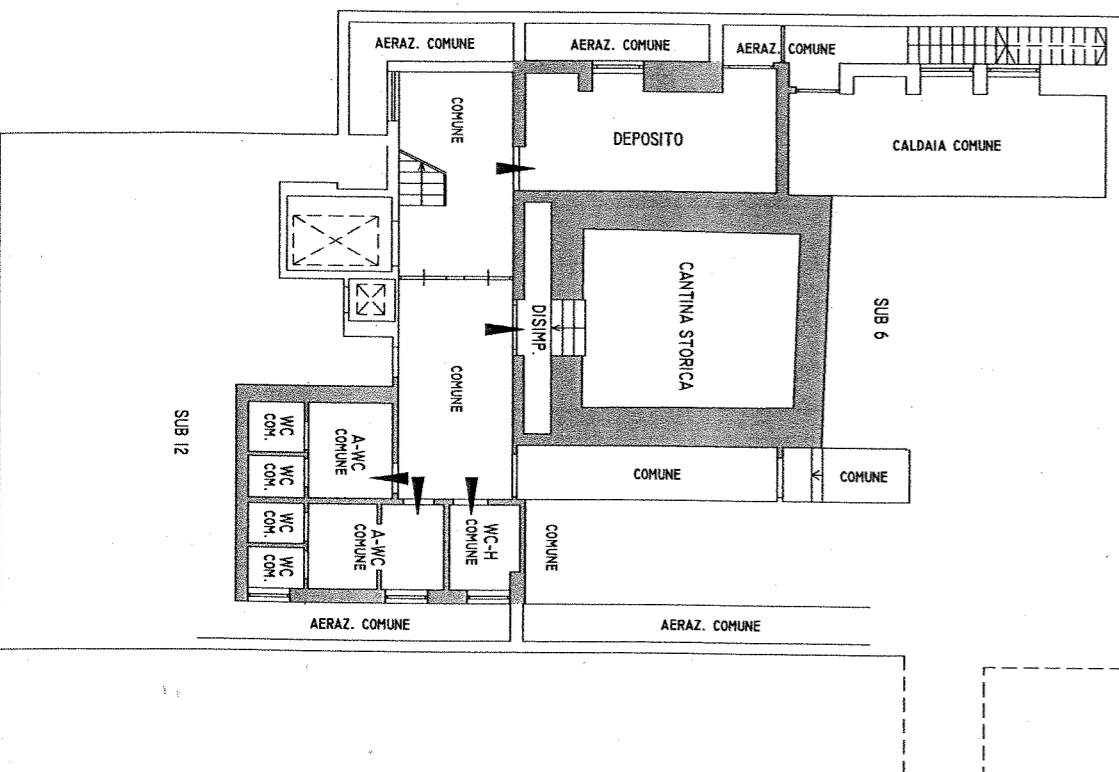 AERAZ. COMUNE
AERAZ. COMUNE
AERAZ. COMUNE
COMUNE
DEPOSITO
CALDAIA COMUNE
CANTINA STORICA
DISIMP.
SUB 6
COMUNE
SUB 12
WC
COM.
A-WC
COMUNE
WC
COM.
COMUNE
COMUNE
WC
COM.
A-WC
COMUNE
WC-H
COMUNE
COMUNE
WC
COM.
AERAZ. COMUNE
AERAZ. COMUNE